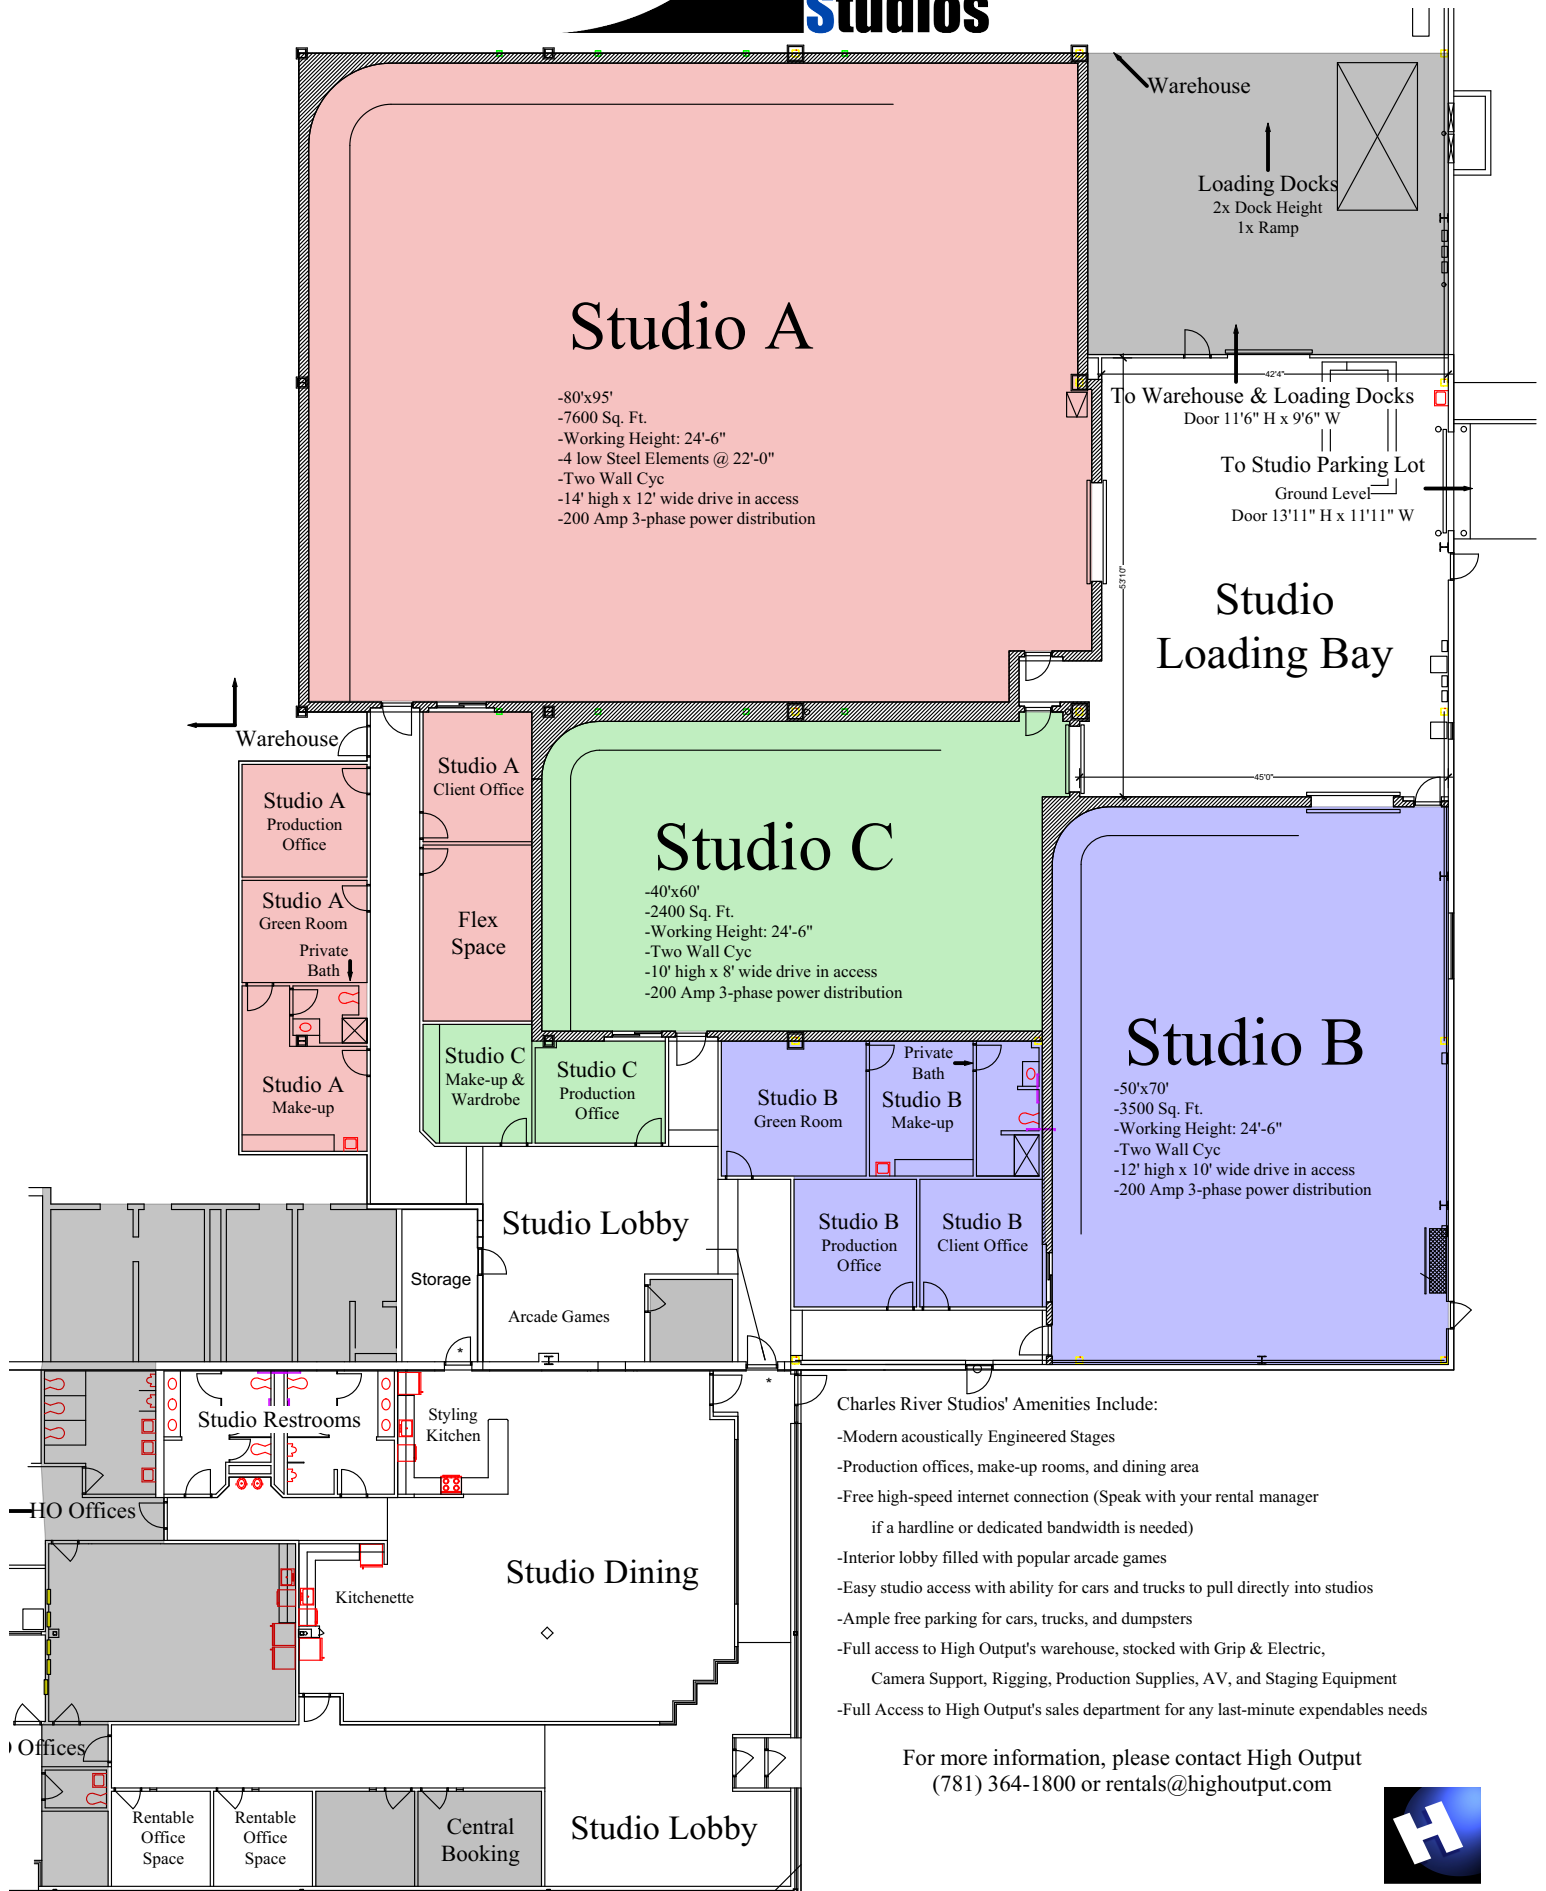 Studios
Warehouse
Loading Docks
2x Dock Height
1x Ramp
Studio A
-80'x95'
-7600 Sq. Ft.
-Working Height: 24'-6"
-4 low Steel Elements @ 22'-0"
-Two Wall Cyc
-14' high x 12' wide drive in access
-200 Amp 3-phase power distribution
42'4"
To Warehouse & Loading Docks
Door 11'6" H x 9'6" W
To Studio Parking Lot
Ground Level
Door 13'11" H x 11'11" W
53'10"
Studio
Loading Bay
45'0"
Warehouse
Studio A
Production
Office
Studio A
Client Office
Studio A
Green Room
Private
Bath
Flex
Space
Studio A
Make-up
Studio C
-40'x60'
-2400 Sq. Ft.
-Working Height: 24'-6"
-Two Wall Cyc
-10' high x 8' wide drive in access
-200 Amp 3-phase power distribution
Studio C
Make-up &
Wardrobe
Studio C
Production
Office
Studio B
Green Room
Private
Bath
Studio B
Make-up
Studio B
-50'x70'
-3500 Sq. Ft.
-Working Height: 24'-6"
-Two Wall Cyc
-12' high x 10' wide drive in access
-200 Amp 3-phase power distribution
Studio B
Production
Office
Studio B
Client Office
Studio Lobby
Storage
Arcade Games
*
*
Studio Restrooms
Styling
Kitchen
HO Offices
Studio Dining
Kitchenette
Offices
Rentable
Office
Space
Rentable
Office
Space
Central
Booking
Studio Lobby
Charles River Studios' Amenities Include:
-Modern acoustically Engineered Stages
-Production offices, make-up rooms, and dining area
-Free high-speed internet connection (Speak with your rental manager
if a hardline or dedicated bandwidth is needed)
-Interior lobby filled with popular arcade games
-Easy studio access with ability for cars and trucks to pull directly into studios
-Ample free parking for cars, trucks, and dumpsters
-Full access to High Output's warehouse, stocked with Grip & Electric,
Camera Support, Rigging, Production Supplies, AV, and Staging Equipment
-Full Access to High Output's sales department for any last-minute expendables needs
For more information, please contact High Output
(781) 364-1800 or rentals@highoutput.com
H